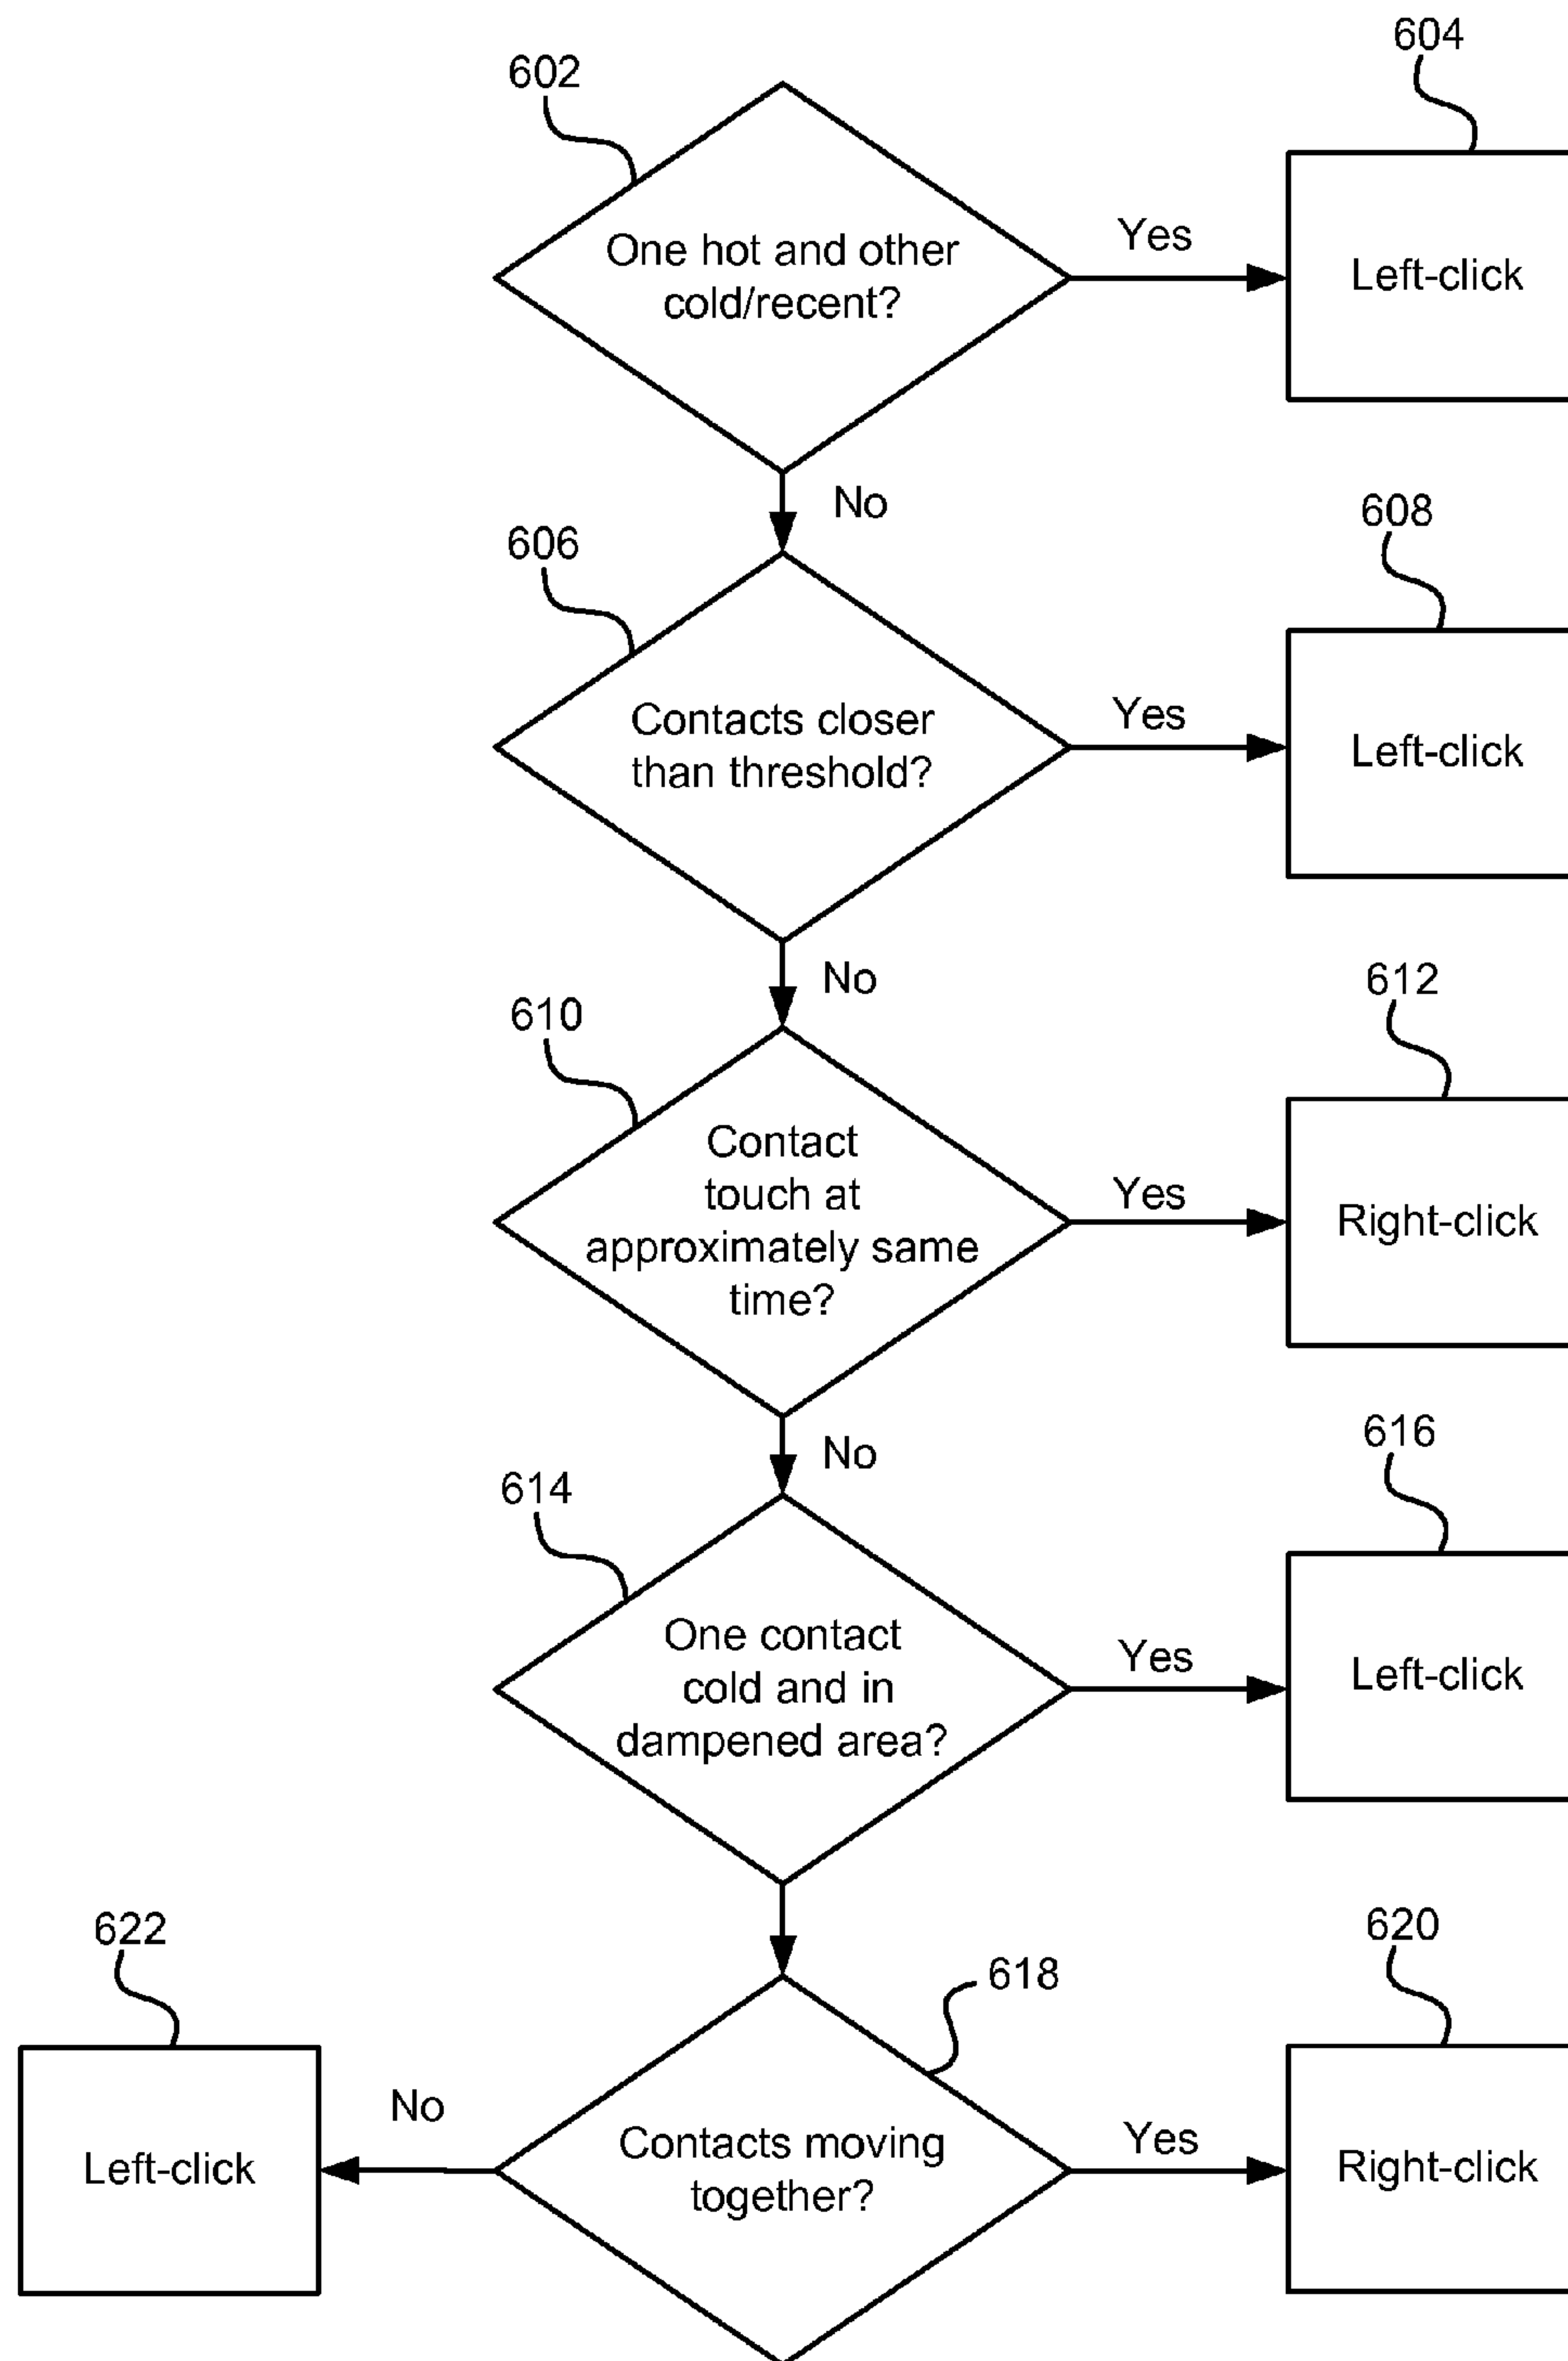 602
604
One hot and other
cold/recent?
Yes
Left-click
No
606
608
Contacts closer
than threshold?
Yes
Left-click
No
610
612
Contact
touch at
approximately same
time?
Yes
Right-click
No
614
616
One contact
cold and in
dampened area?
Yes
Left-click
622
618
620
Left-click
No
Contacts moving
together?
Yes
Right-click